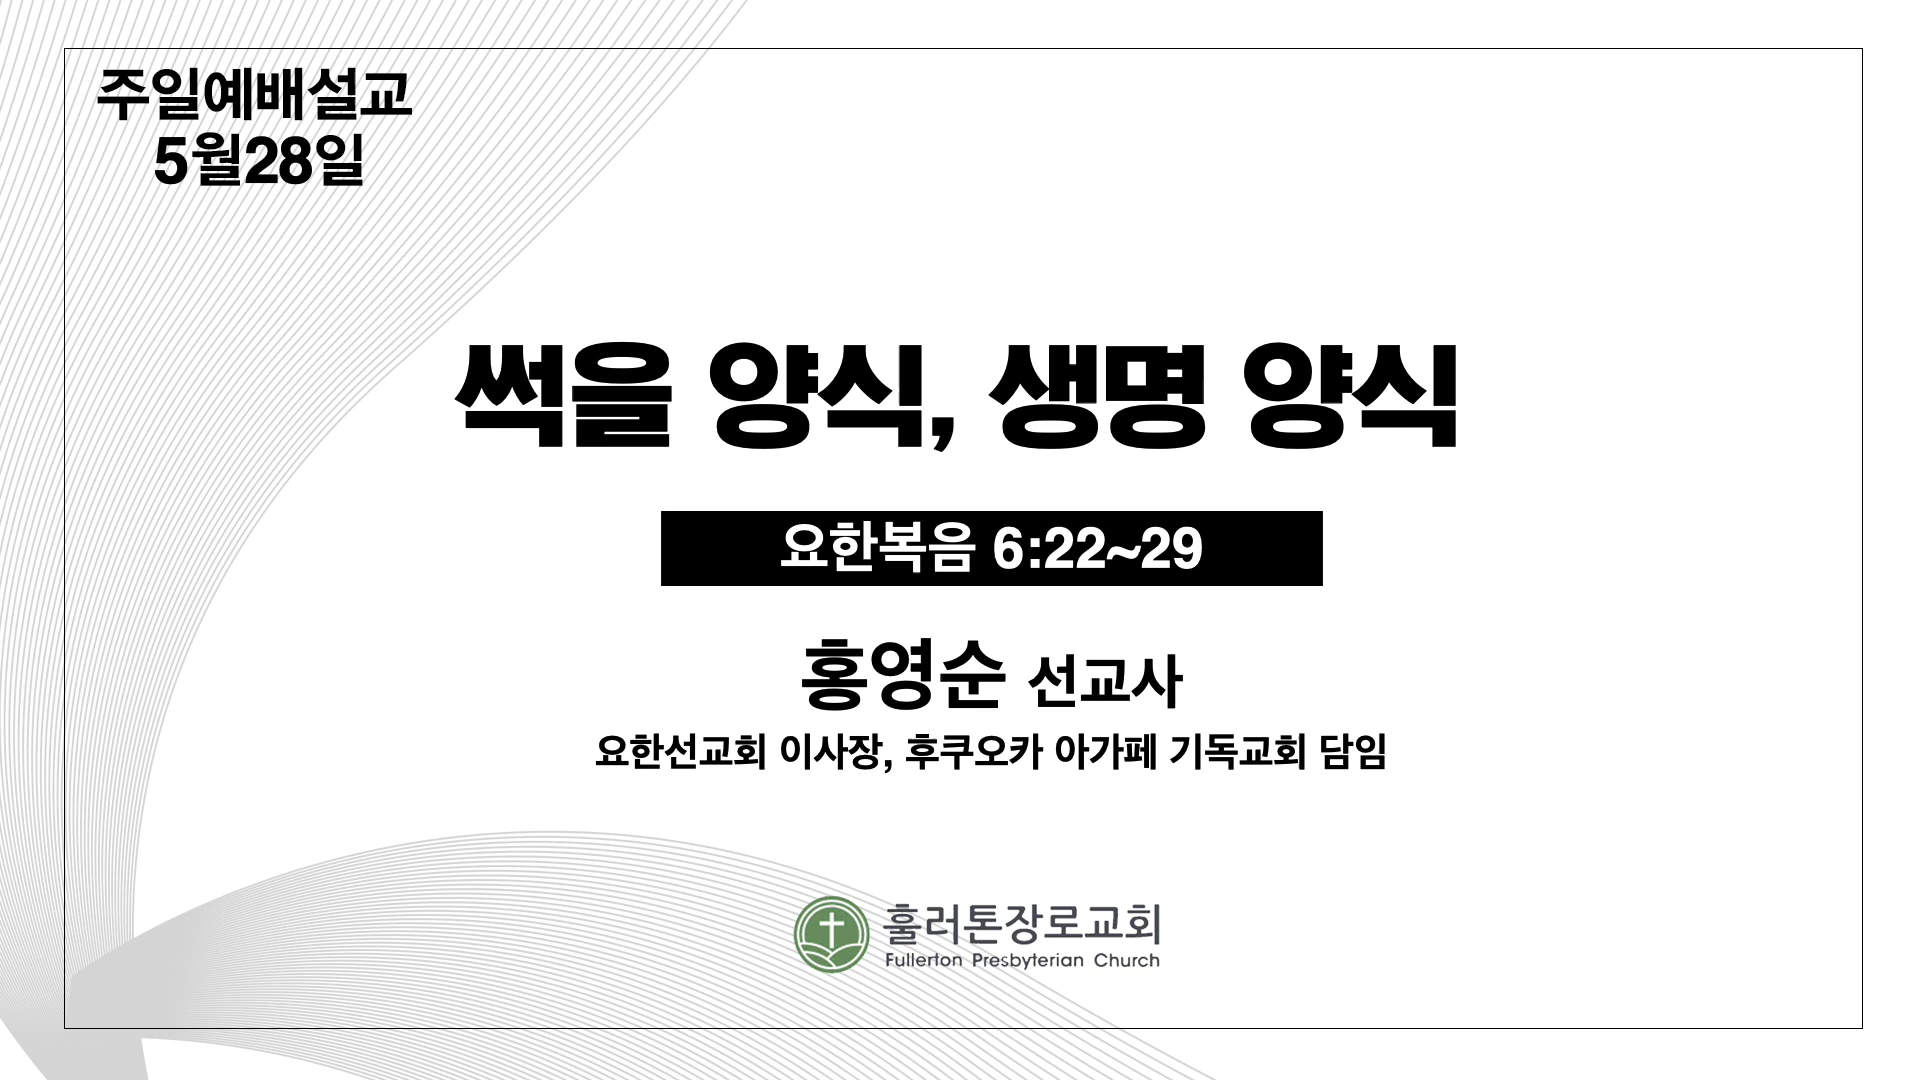 주일예배설교
5월28일
썩을 양식, 생명 양식
요한복음 6:22~29
홍영순 선교사
요한선교회 이사장, 후쿠오카 아가페 기독교회 담임
훌러톤장로교회
Fullerton Presbyterian Church